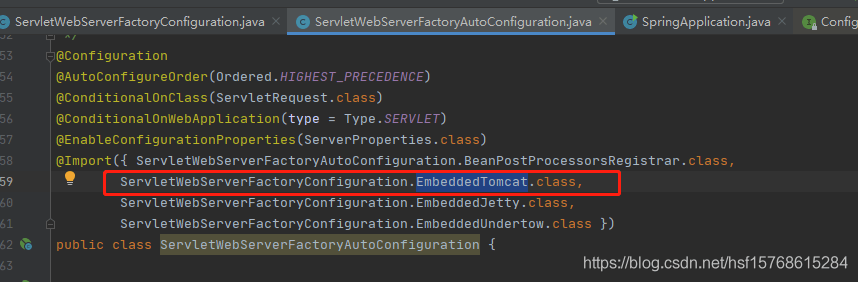 ServletWebServerFactoryConfiguration.java × ServletWebServerFactoryAutoConfiguration.java × SpringApplication.java × Config
53 @Configuration
54 @AutoConfigureOrder(Ordered.HIGHEST_PRECEDENCE)
55 @ConditionalOnClass(ServletRequest.class)
56 @ConditionalOnWebApplication(type = Type.SERVLET)
57 @EnableConfigurationProperties(ServerProperties.class)
58 @Import({ ServletWebServerFactoryAutoConfiguration.BeanPostProcessorsRegistrar.class,
59 ServletWebServerFactoryConfiguration.EmbeddedTomcat.class,
60 ServletWebServerFactoryConfiguration.EmbeddedJetty.class,
61 ServletWebServerFactoryConfiguration.EmbeddedUndertow.class })
62 public class ServletWebServerFactoryAutoConfiguration {
63
https://blog.csdn.net/hsf15768615284